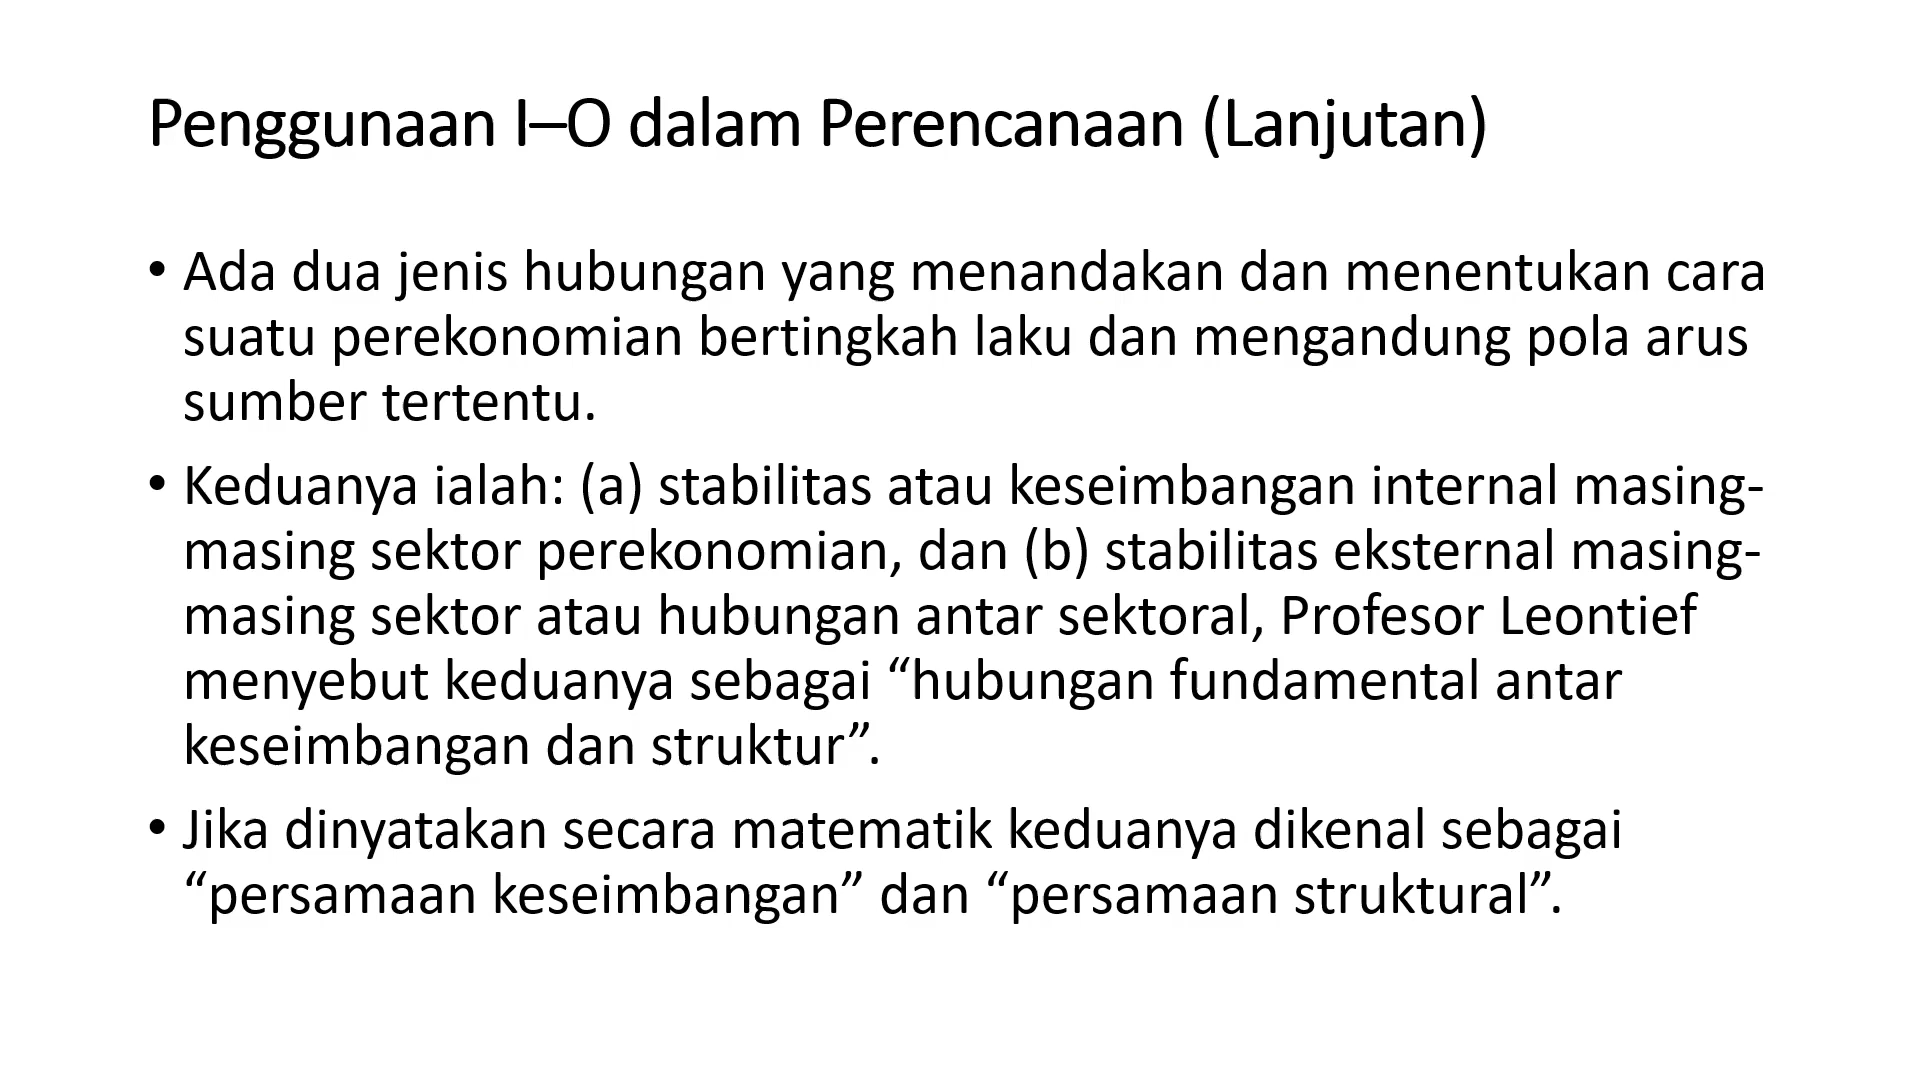 Penggunaan I–O dalam Perencanaan (Lanjutan)
• Ada dua jenis hubungan yang menandakan dan menentukan cara
suatu perekonomian bertingkah laku dan mengandung pola arus
sumber tertentu.
• Keduanya ialah: (a) stabilitas atau keseimbangan internal masing-
masing sektor perekonomian, dan (b) stabilitas eksternal masing-
masing sektor atau hubungan antar sektoral, Profesor Leontief
menyebut keduanya sebagai “hubungan fundamental antar
keseimbangan dan struktur”.
• Jika dinyatakan secara matematik keduanya dikenal sebagai
“persamaan keseimbangan” dan “persamaan struktural”.